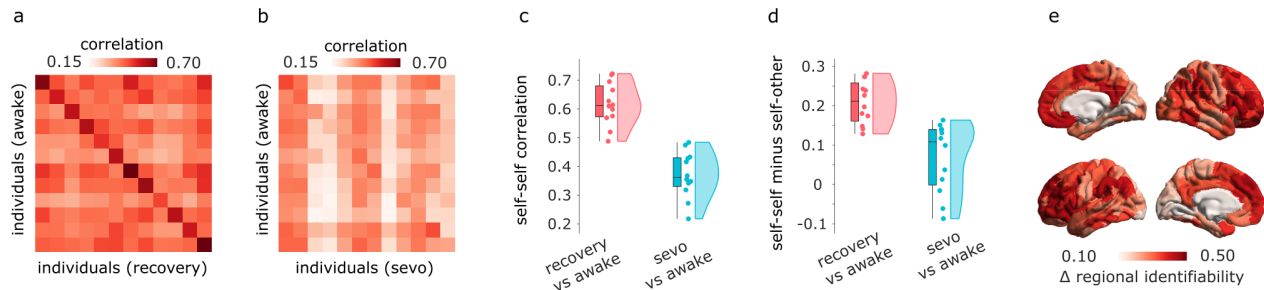 a
correlation
0.15
0.70
individuals (awake)
individuals (recovery)
b
correlation
0.15
0.70
individuals (awake)
individuals (sevo)
c
self-self correlation
0.7
0.6
0.5
0.4
0.3
0.2
recovery
vs awake
sevo
vs awake
d
self-self minus self-other
0.3
0.2
0.1
0
-0.1
recovery
vs awake
sevo
vs awake
e
0.10
0.50
Δ regional identifiability